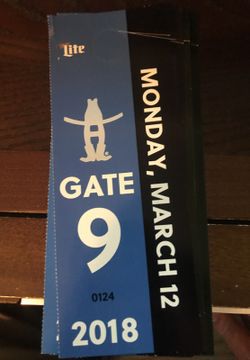 Lite
GATE
9
0124
2018
MONDAY, MARCH 12